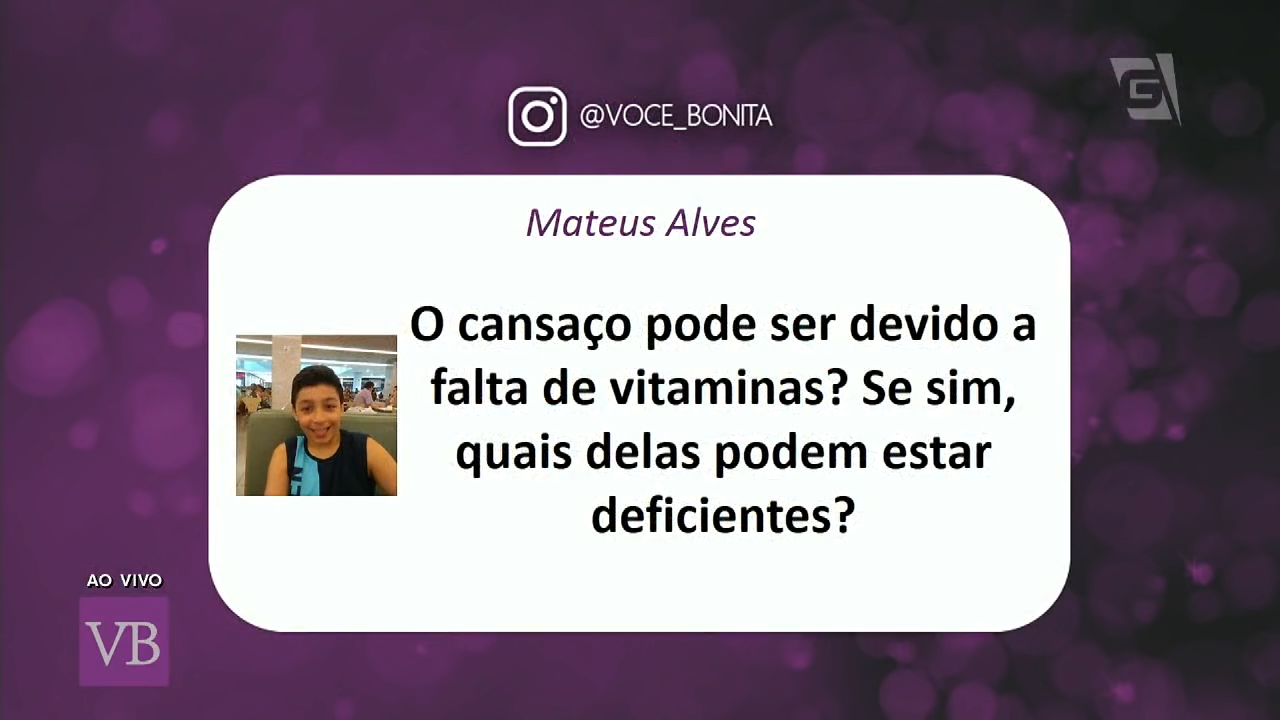 @VOCE_BONITA
Mateus Alves
O cansaço pode ser devido a
falta de vitaminas? Se sim,
quais delas podem estar
deficientes?
AO VIVO
VB